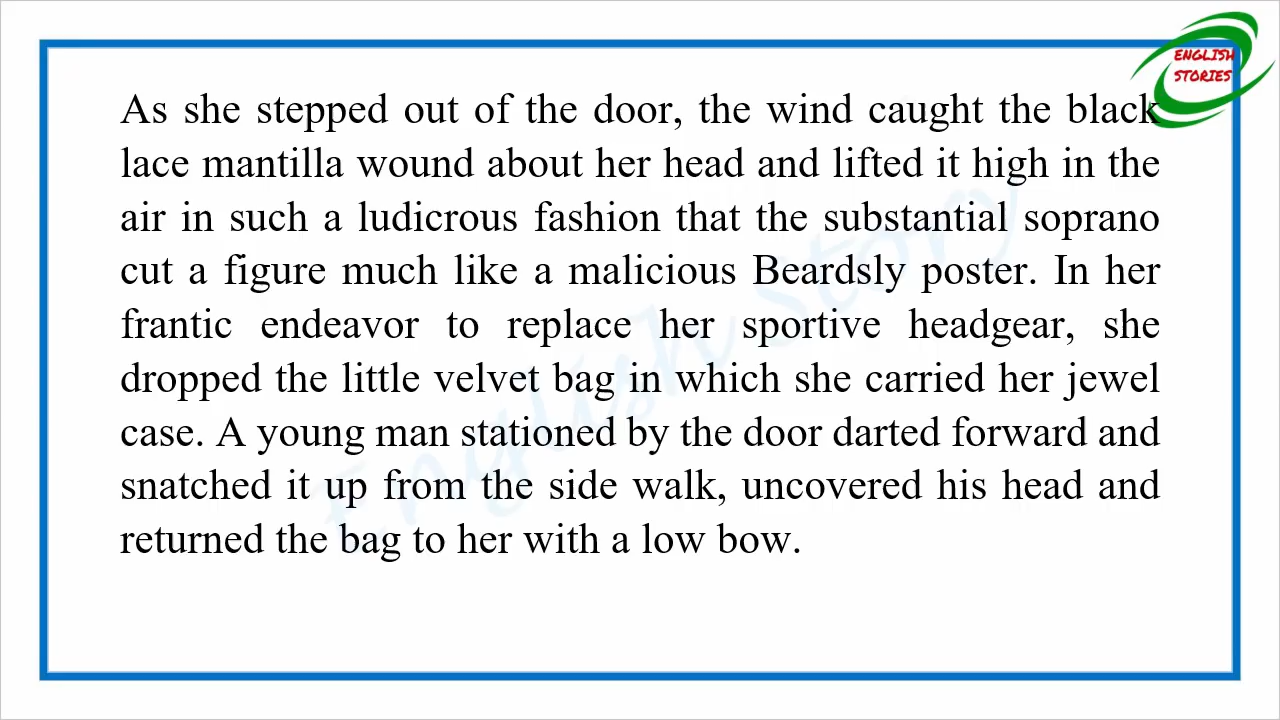 ENGLISH
STORIES
As she stepped out of the door, the wind caught the black
lace mantilla wound about her head and lifted it high in the
air in such a ludicrous fashion that the substantial soprano
cut a figure much like a malicious Beardsly poster. In her
frantic endeavor to replace her sportive headgear, she
dropped the little velvet bag in which she carried her jewel
case. A young man stationed by the door darted forward and
snatched it up from the side walk, uncovered his head and
returned the bag to her with a low bow.
English Story